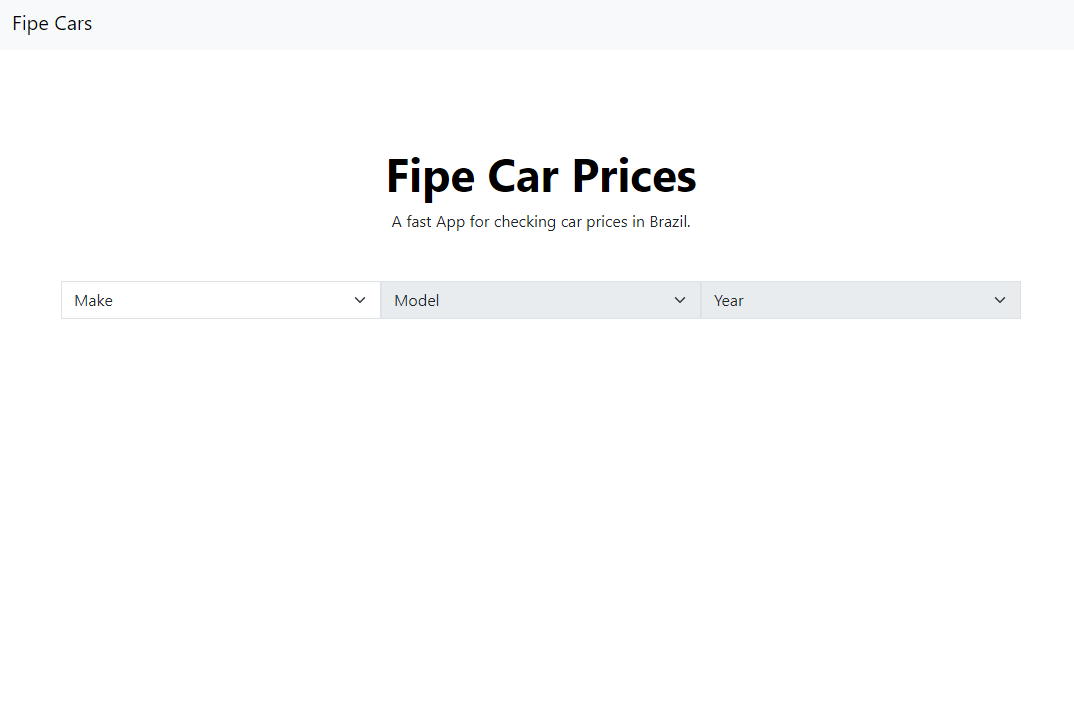 Fipe Cars
Fipe Car Prices
A fast App for checking car prices in Brazil.
Make Model Year